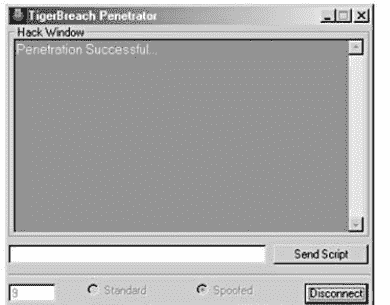 TigerBreach Penetrator
Hack Window
Penetration Successful...
Send Script
9
Standard
Spoofed
Disconnect